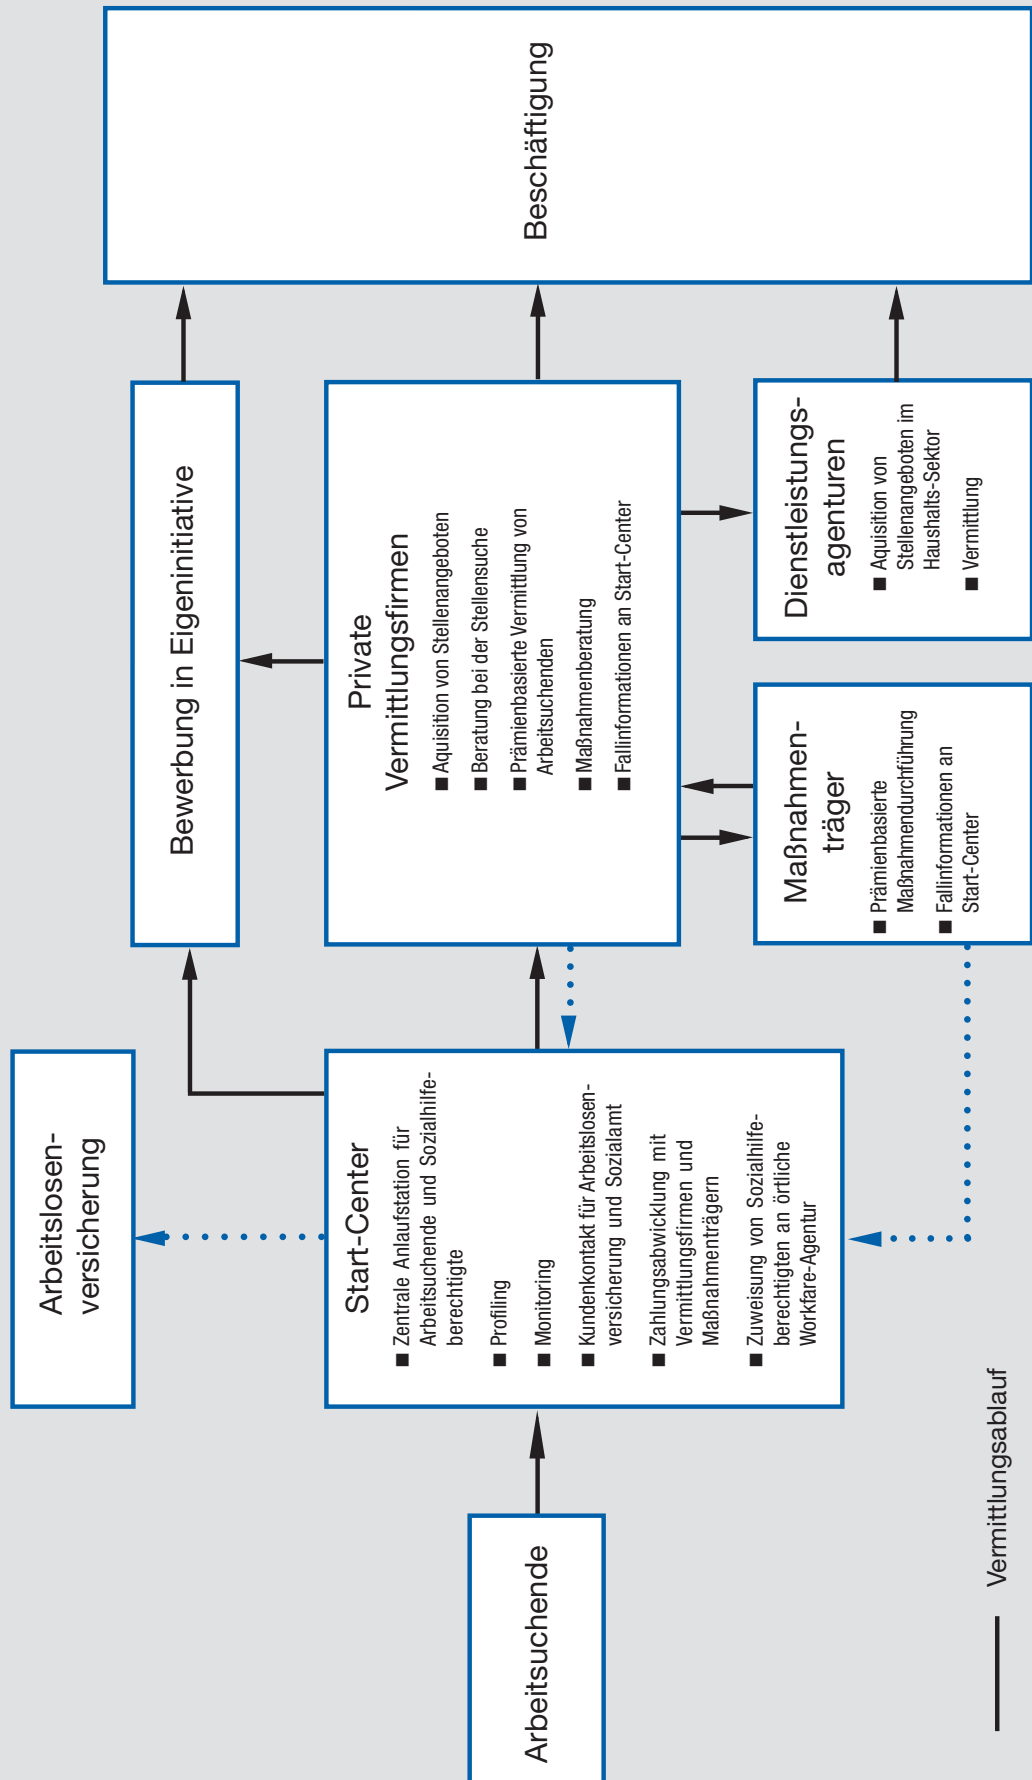 Arbeitsuchende
Arbeitslosen-
versicherung
Start-Center
■ Zentrale Anlaufstation für
Arbeitsuchende und Sozialhilfe-
berechtigte
■ Profiling
■ Monitoring
■ Kundenkontakt für Arbeitslosen-
versicherung und Sozialamt
■ Zahlungsabwicklung mit
Vermittlungsfirmen und
Maßnahmenträgern
■ Zuweisung von Sozialhilfe-
berechtigten an örtliche
Workfare-Agentur
Bewerbung in Eigeninitiative
Private
Vermittlungsfirmen
■ Aquisition von Stellenangeboten
■ Beratung bei der Stellensuche
■ Prämienbasierte Vermittlung von
Arbeitsuchenden
■ Maßnahmenberatung
■ Fallinformationen an Start-Center
Maßnahmen-
träger
■ Prämienbasierte
Maßnahmendurchführung
■ Fallinformationen an
Start-Center
Dienstleistungs-
agenturen
■ Aquisition von
Stellenangeboten im
Haushalts-Sektor
■ Vermittlung
Beschäftigung
Vermittlungsablauf